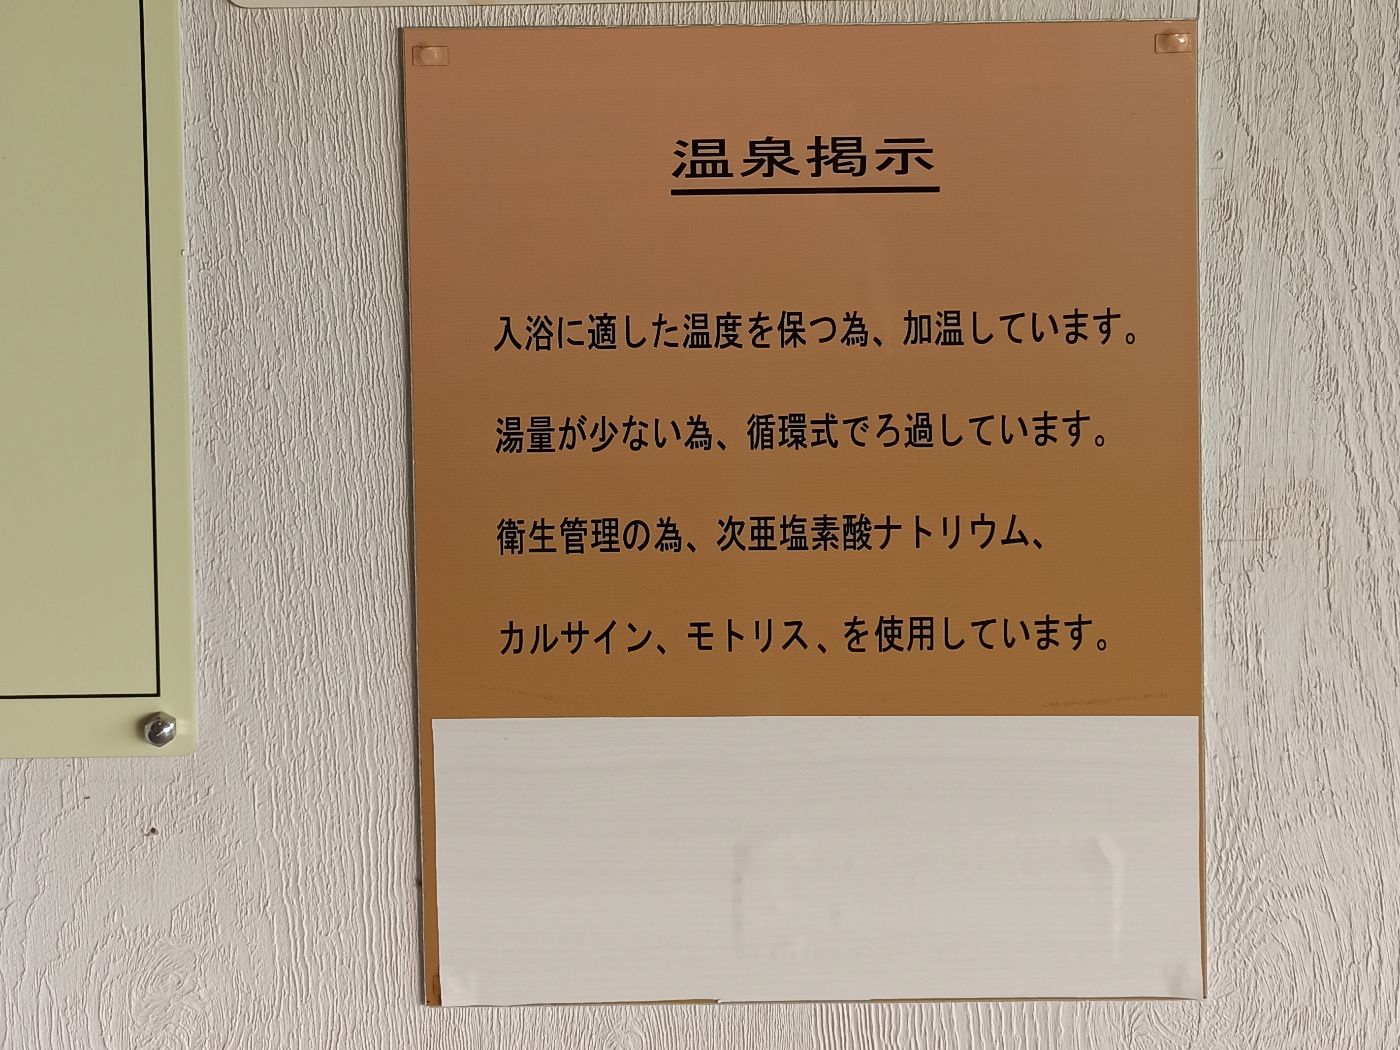 温泉掲示
入浴に適した温度を保つ為、加温しています。
湯量が少ない為、循環式でろ過しています。
衛生管理の為、次亜塩素酸ナトリウム、
カルサイン、モトリス、を使用しています。